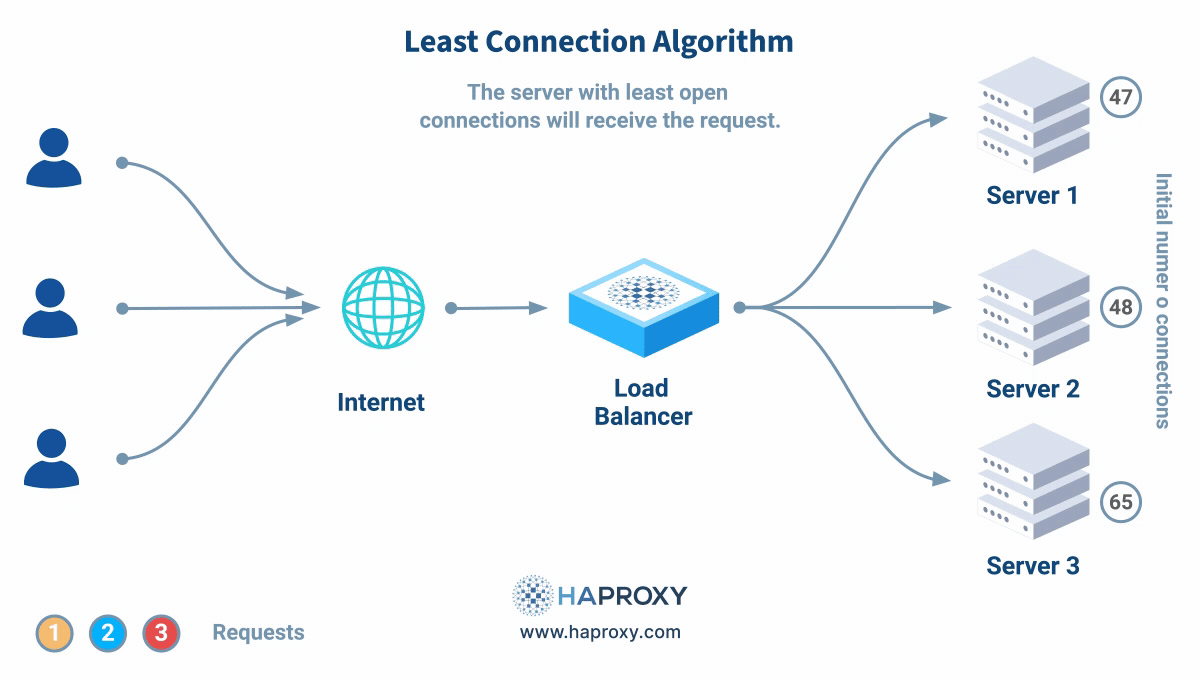 Least Connection Algorithm
The server with least open
connections will receive the request.
47
Server 1
Initial numer o connections
48
Server 2
Internet
Load
Balancer
65
Server 3
HAPROXY
www.haproxy.com
1 2 3 Requests